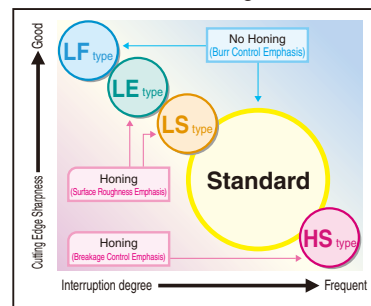 Good
Cutting Edge Sharpness
LF type
LE type
LS type
No Honing
(Burr Control Emphasis)
Honing
(Surface Roughness Emphasis)
Standard
Honing
(Breakage Control Emphasis)
HS type
Interruption degree
Frequent